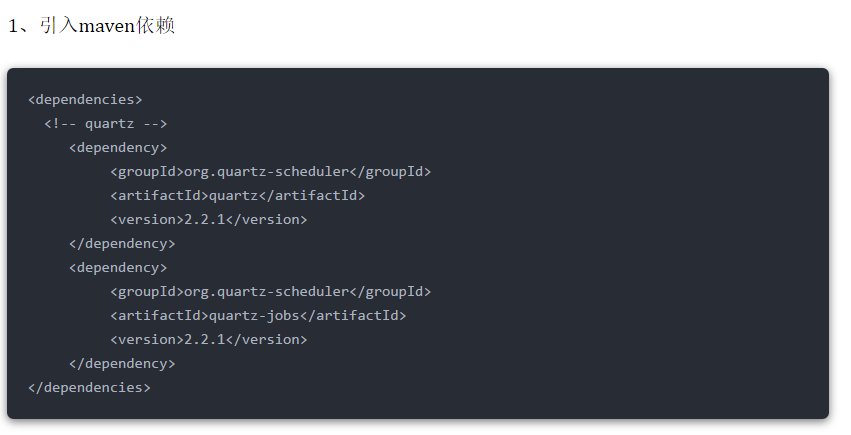 1、引入maven依赖
<dependencies>
  <!-- quartz -->
     <dependency>
          <groupId>org.quartz-scheduler</groupId>
          <artifactId>quartz</artifactId>
          <version>2.2.1</version>
     </dependency>
     <dependency>
          <groupId>org.quartz-scheduler</groupId>
          <artifactId>quartz-jobs</artifactId>
          <version>2.2.1</version>
     </dependency>
</dependencies>